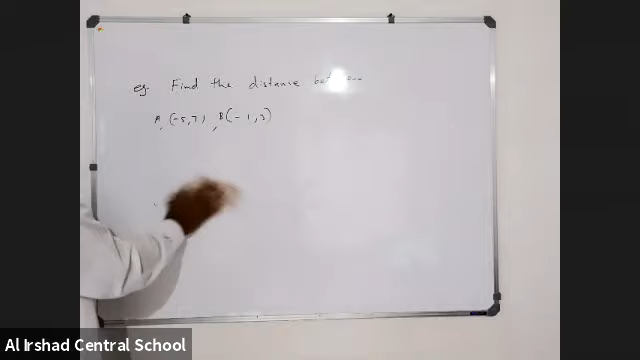 eg. Find the distance between
A (-5,7), B(-1,3)
Al Irshad Central School